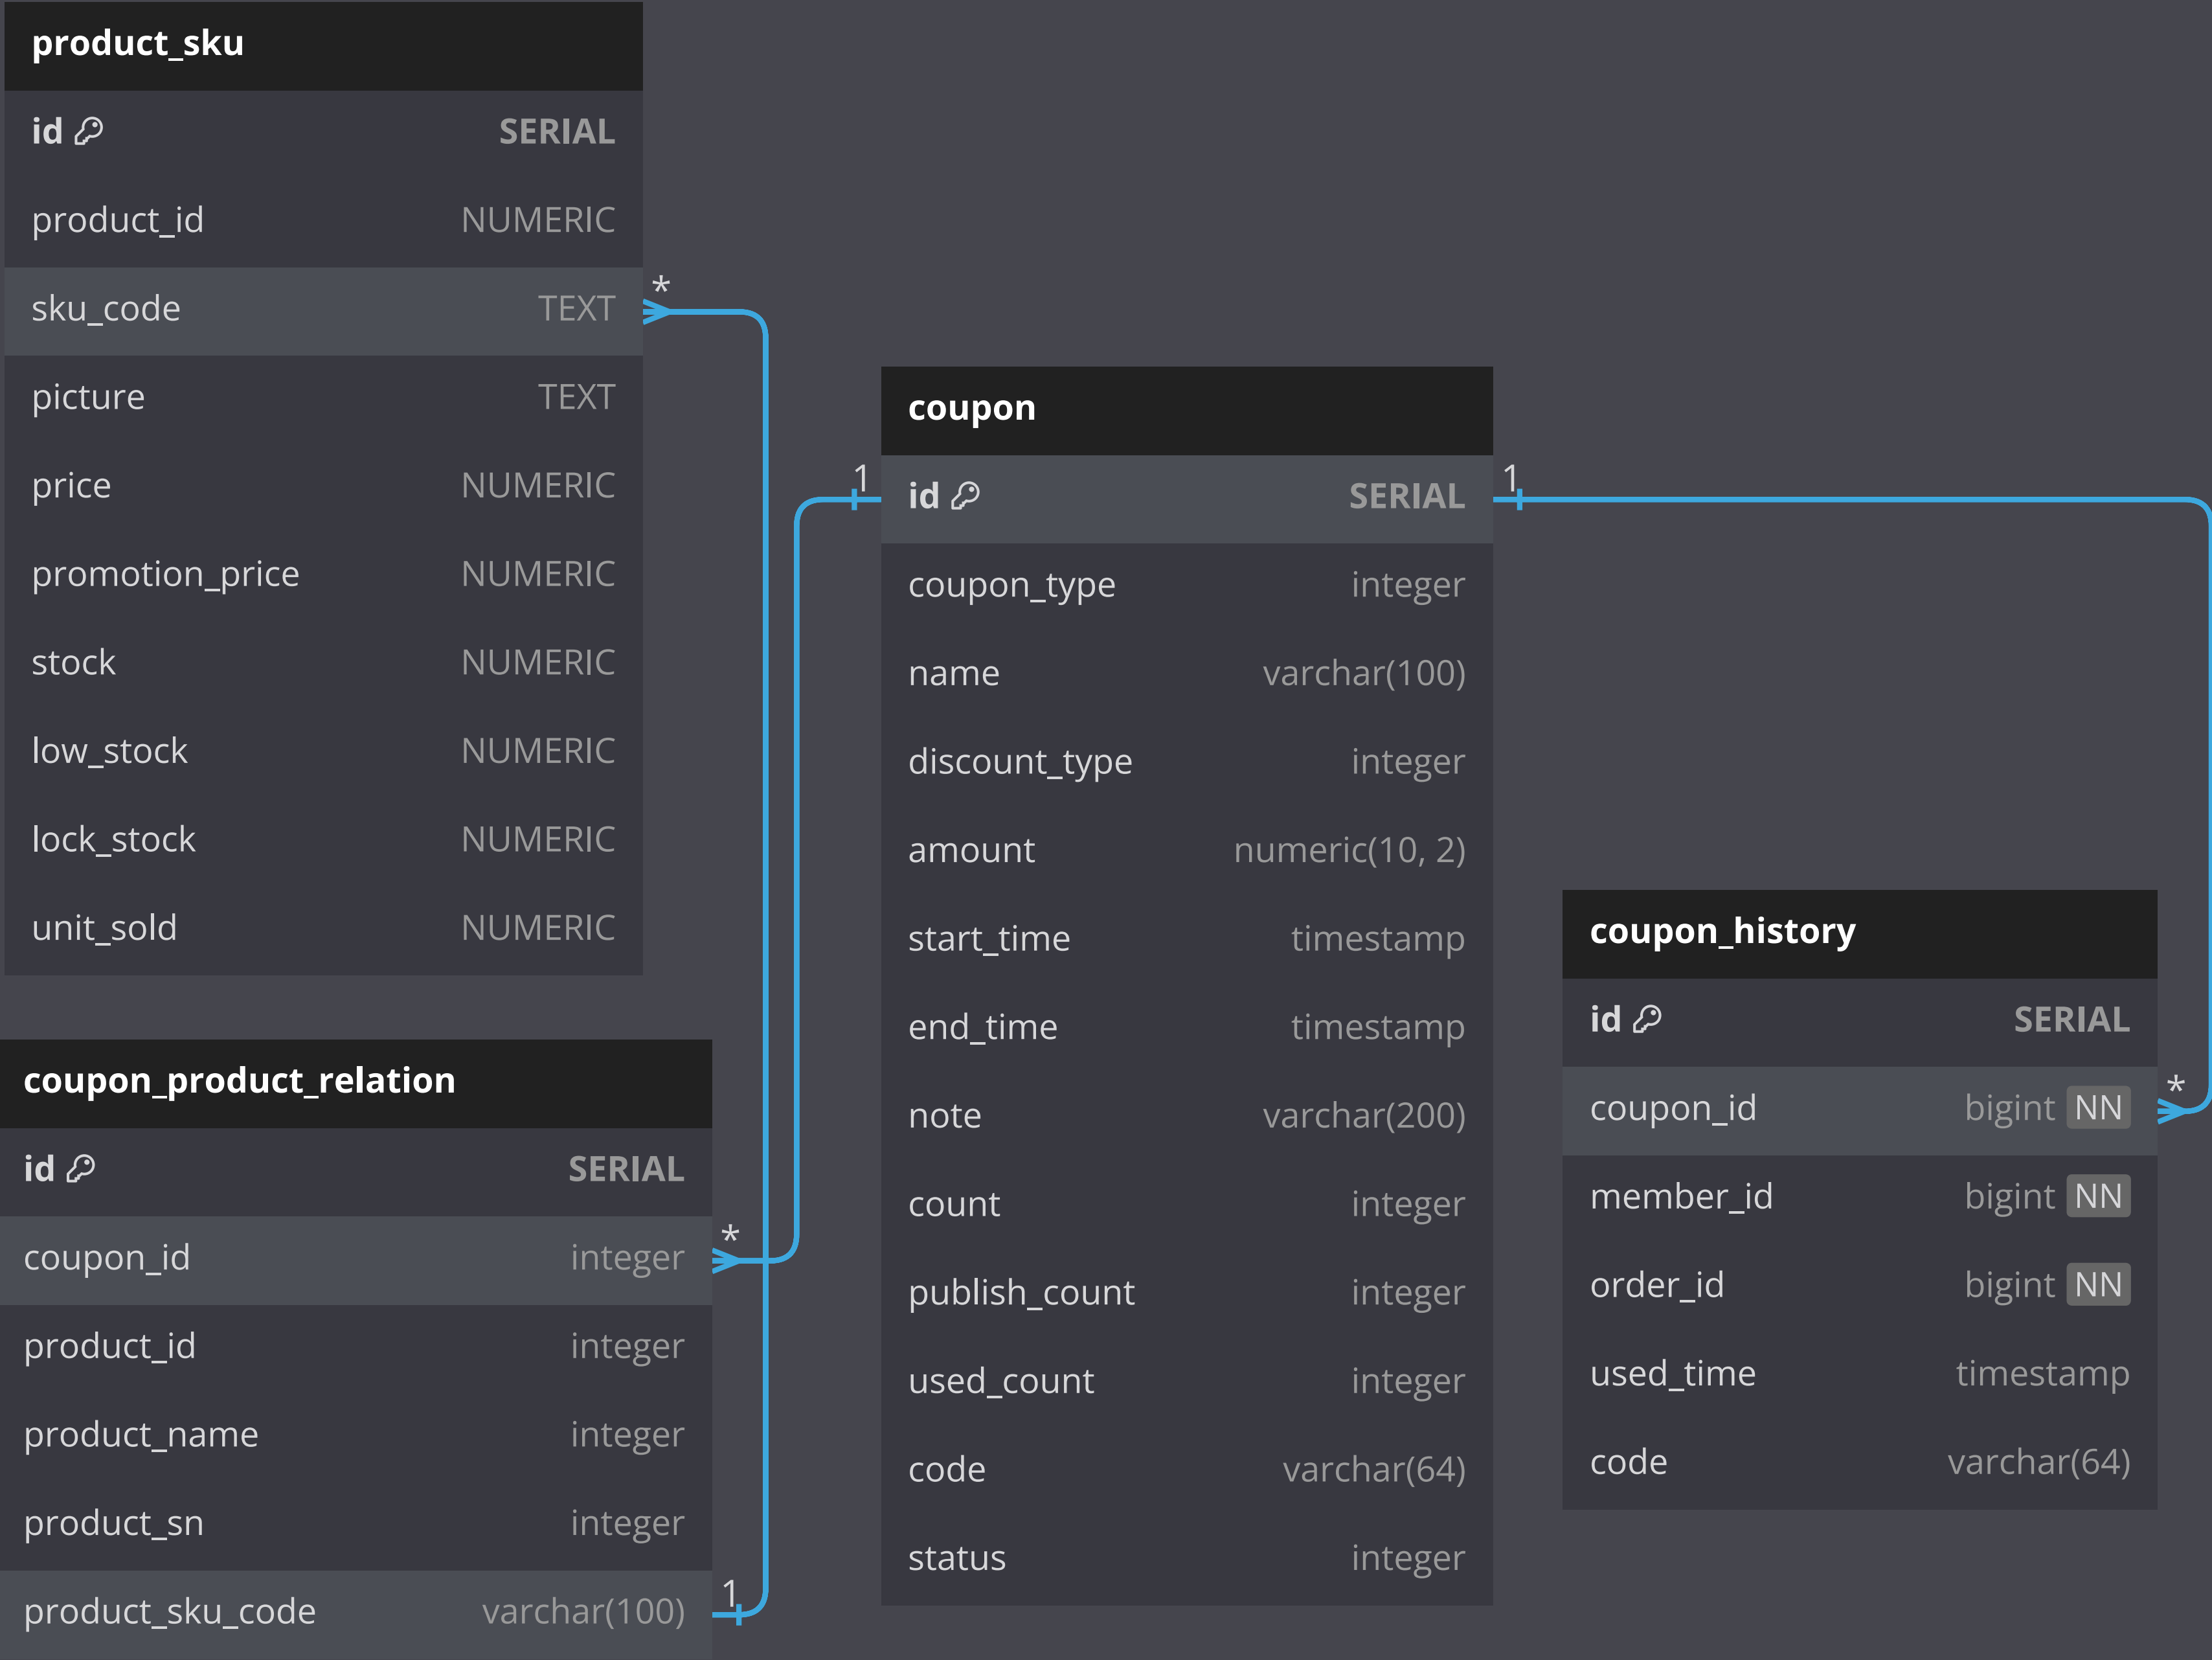 product_sku
id SERIAL
product_id NUMERIC
sku_code TEXT *
picture TEXT
price NUMERIC
promotion_price NUMERIC
stock NUMERIC
low_stock NUMERIC
lock_stock NUMERIC
unit_sold NUMERIC
coupon_product_relation
id SERIAL
coupon_id integer *
product_id integer
product_name integer
product_sn integer
product_sku_code varchar(100) 1
coupon
1 id SERIAL 1
coupon_type integer
name varchar(100)
discount_type integer
amount numeric(10, 2)
start_time timestamp
end_time timestamp
note varchar(200)
count integer
publish_count integer
used_count integer
code varchar(64)
status integer
coupon_history
id SERIAL
coupon_id bigint NN *
member_id bigint NN
order_id bigint NN
used_time timestamp
code varchar(64)